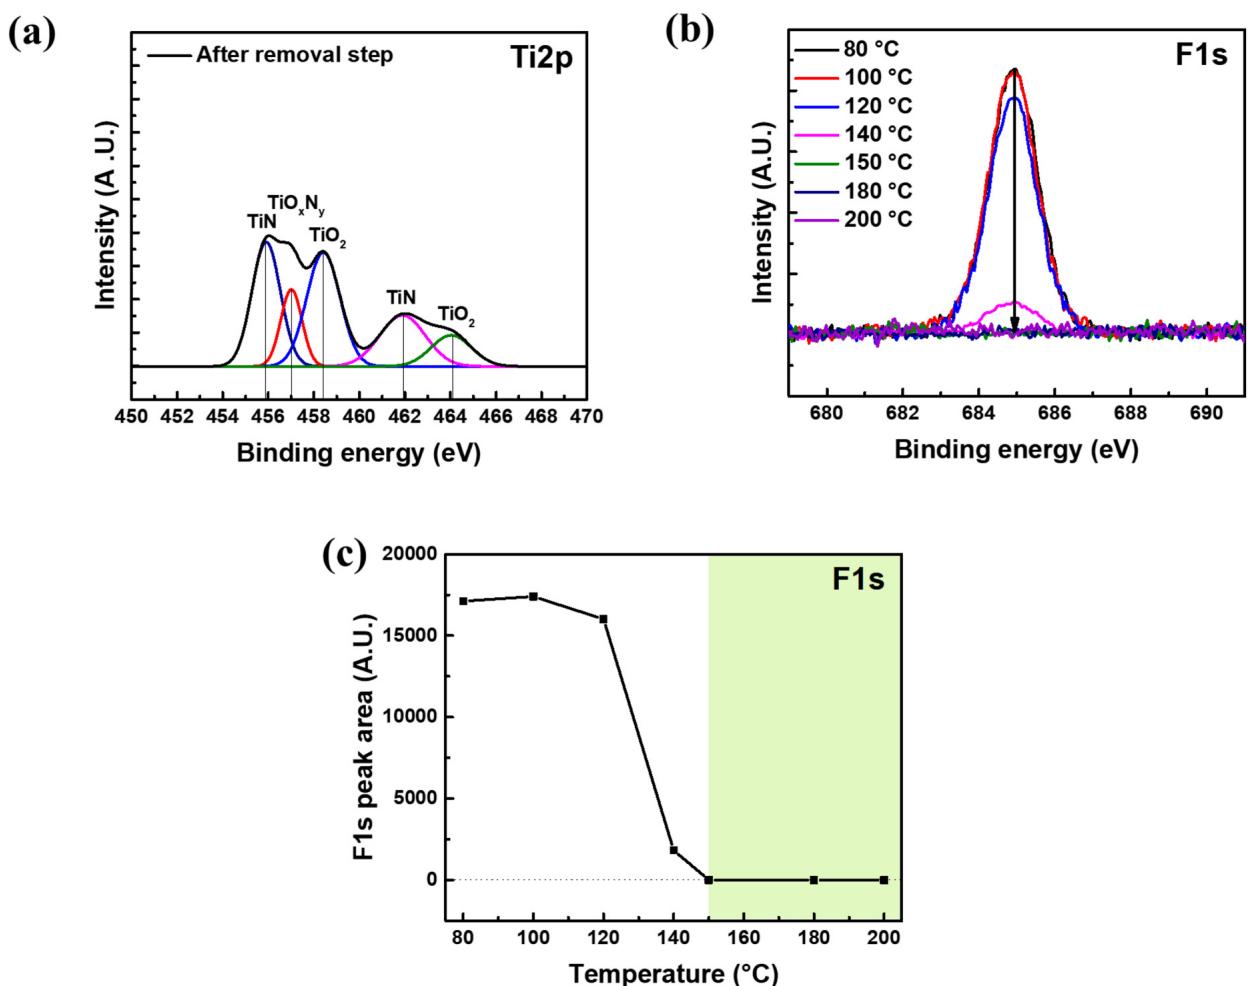 (a)
After removal step
Ti2p
Intensity (A .U.)
TiN
TiOxNy
TiO2
TiN
TiO2
450 452 454 456 458 460 462 464 466 468 470
Binding energy (eV)
(b)
F1s
80 °C
100 °C
120 °C
140 °C
150 °C
180 °C
200 °C
Intensity (A.U.)
680 682 684 686 688 690
Binding energy (eV)
(c)
F1s
F1s peak area (A.U.)
20000
15000
10000
5000
0
80 100 120 140 160 180 200
Temperature (°C)